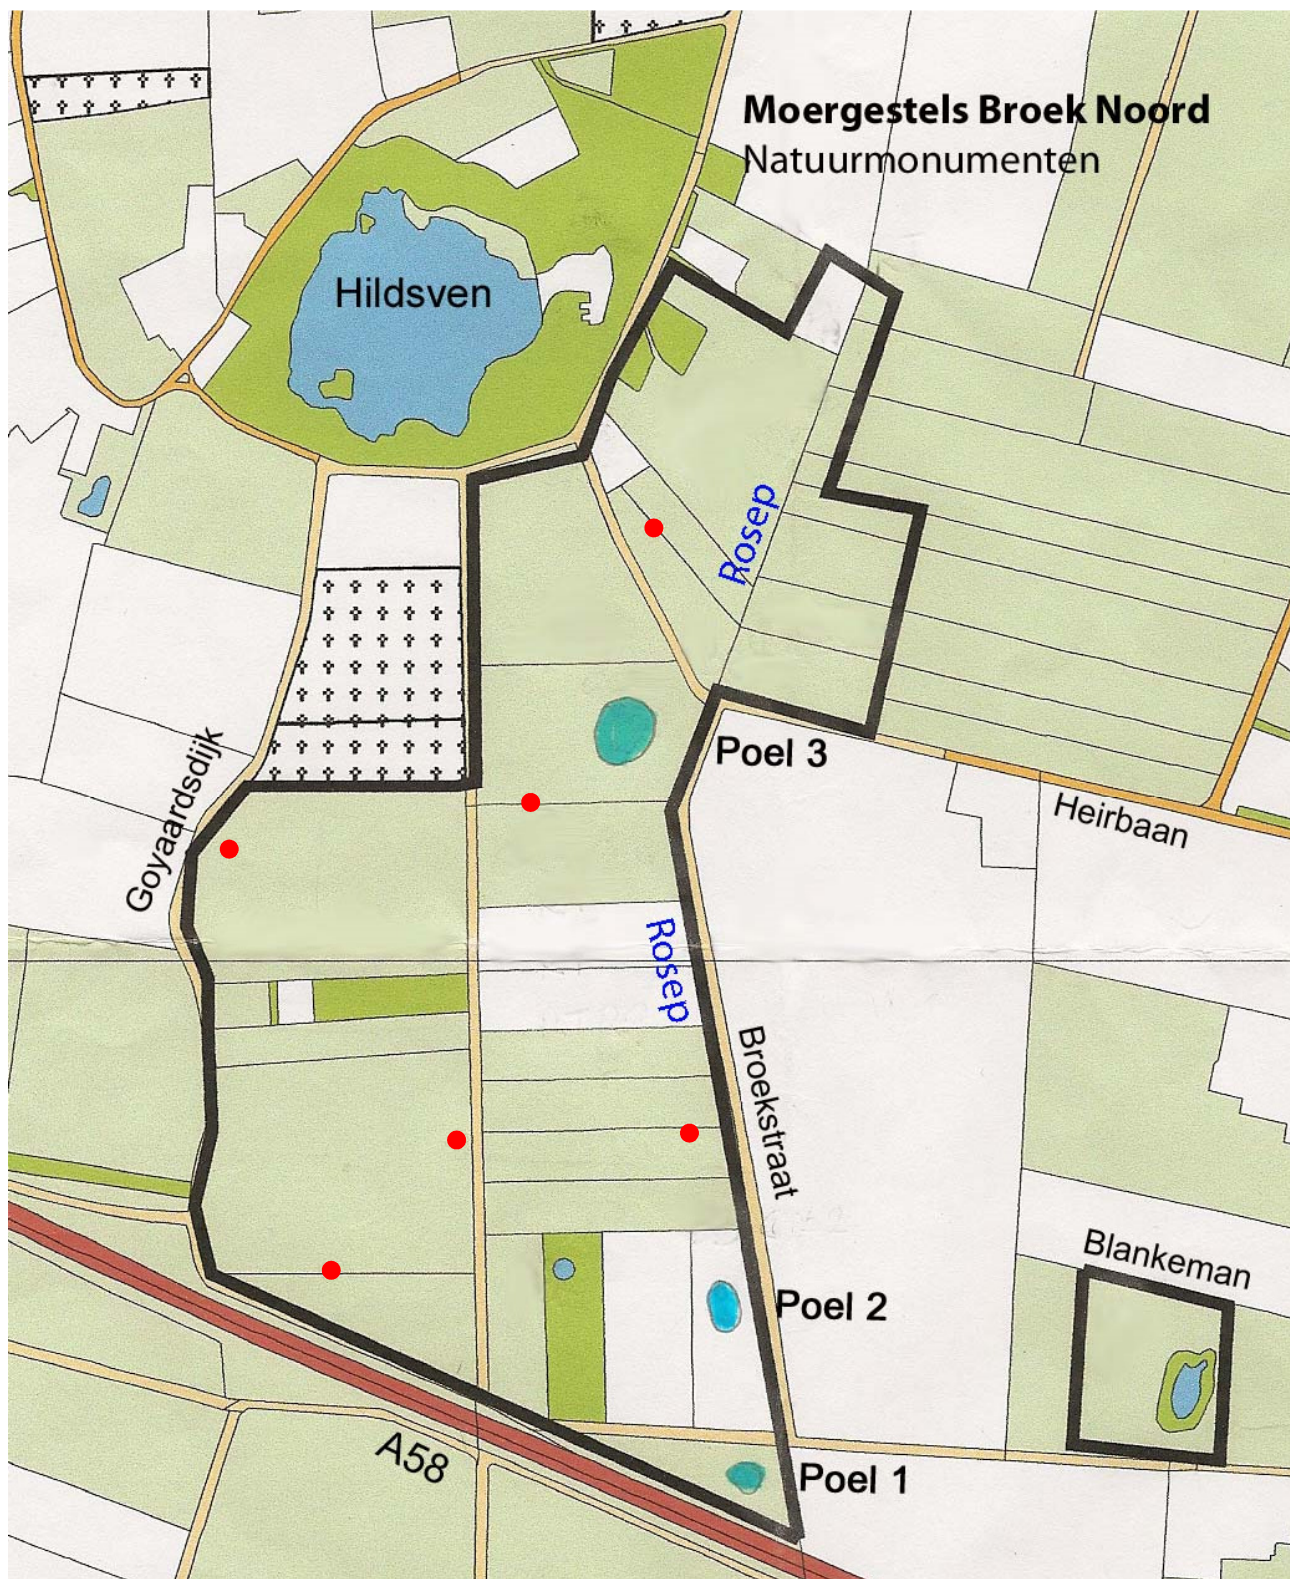 Moergestels Broek Noord
Natuurmonumenten
Hildsven
Rosep
Goyaardsdijk
Poel 3
Heirbaan
Rosep
Broekstraat
Blankeman
Poel 2
A58
Poel 1